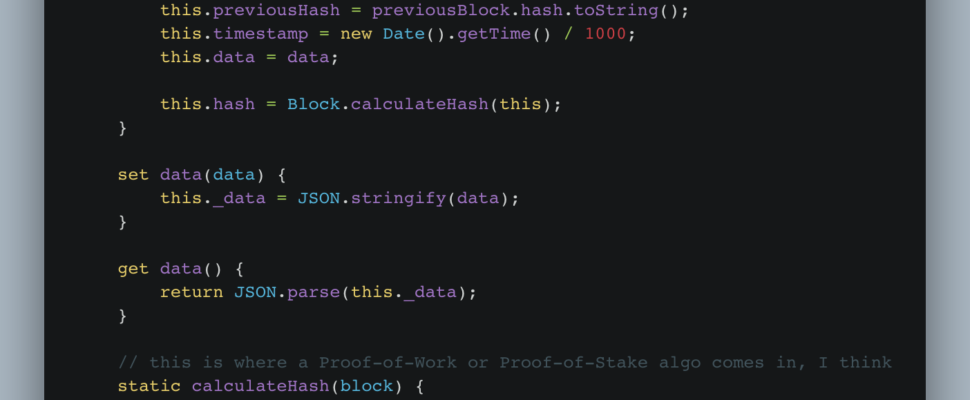 this.previousHash = previousBlock.hash.toString();
this.timestamp = new Date().getTime() / 1000;
this.data = data;
this.hash = Block.calculateHash(this);
}
set data(data) {
this._data = JSON.stringify(data);
}
get data() {
return JSON.parse(this._data);
}
// this is where a Proof-of-Work or Proof-of-Stake algo comes in, I think
static calculateHash(block) {